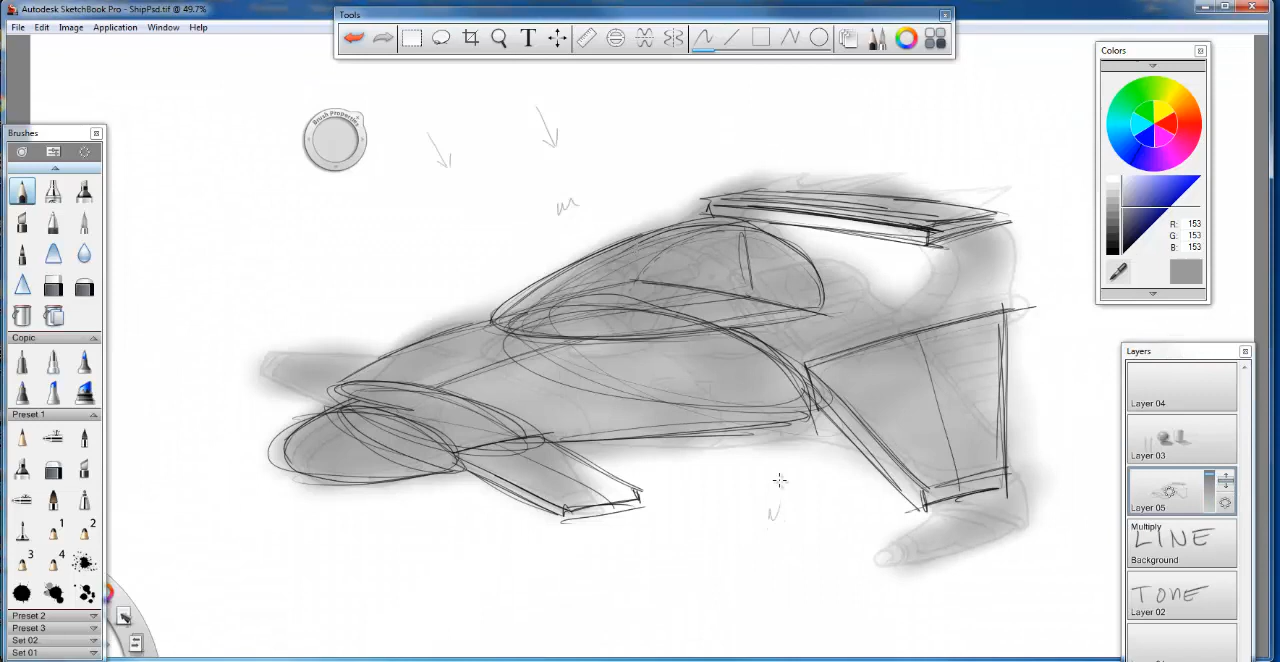 Autodesk SketchBook Pro - ShipPsd.tif @ 49.7%
File Edit Image Application Window Help
Tools
T
Brush Properties
Colors
R: 153
G: 153
B: 153
Brushes
Copic
Preset 1
1 2
3 4
Preset 2
Preset 3
Set 02
Set 01
Layers
Layer 04
Layer 03
Layer 05
Multiply
LINE
Background
TONE
Layer 02